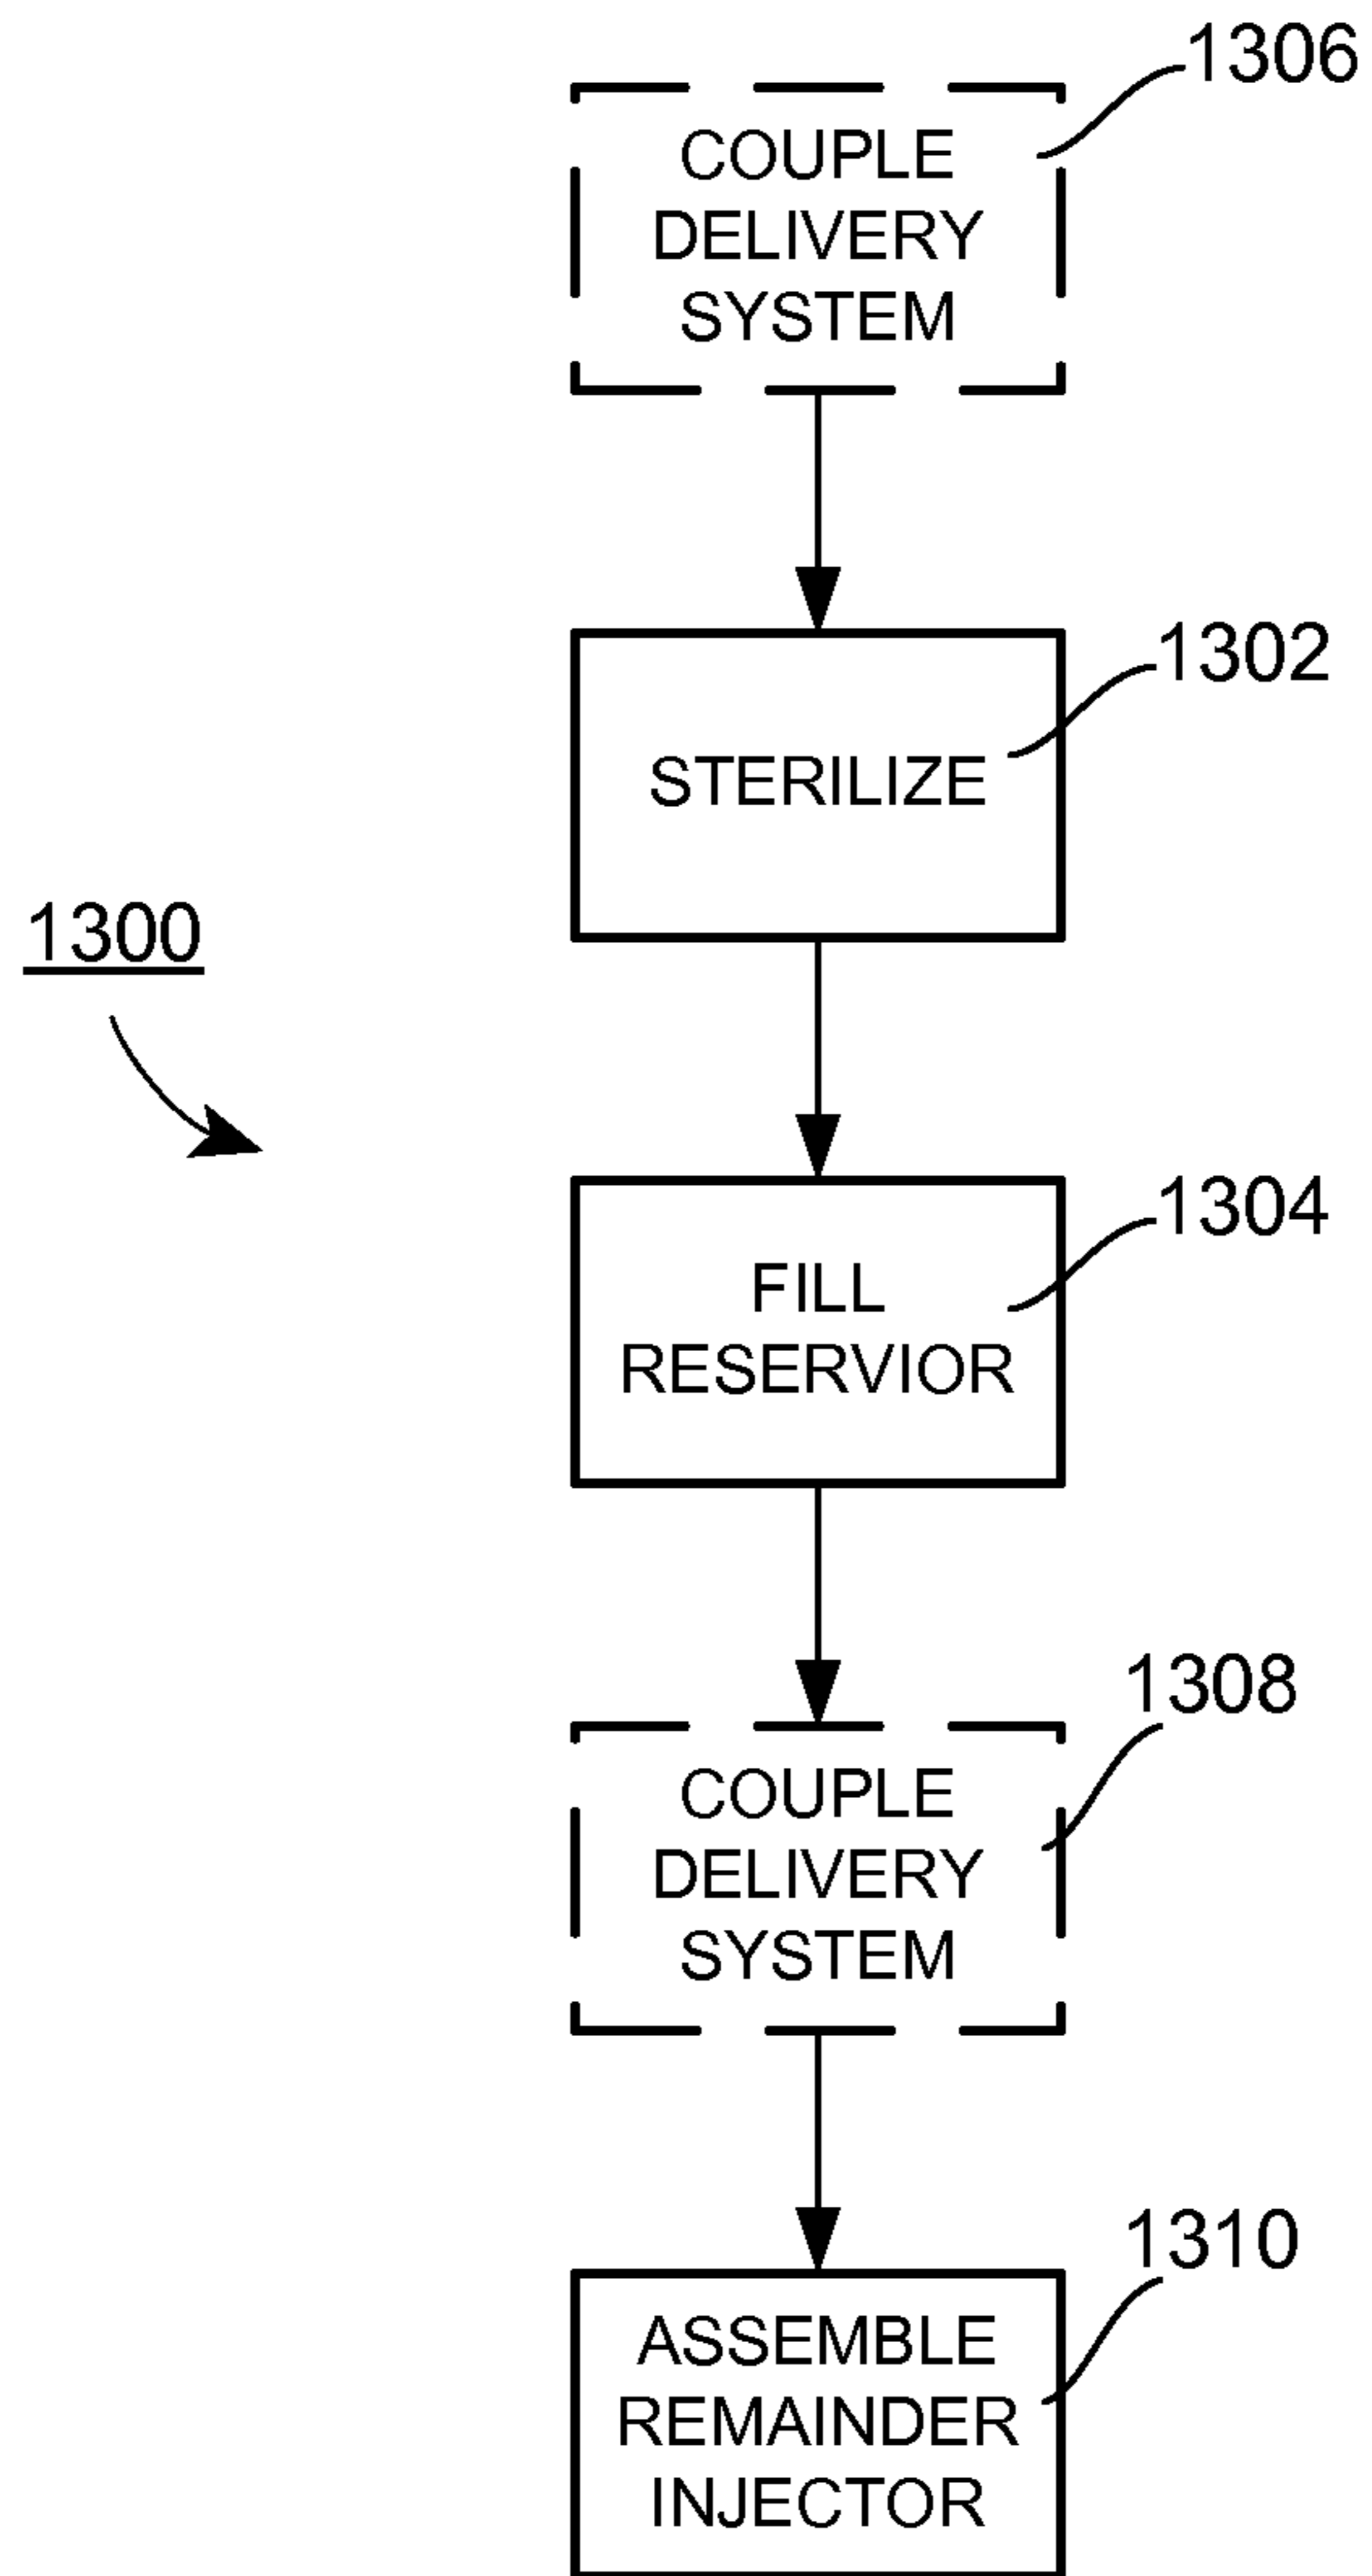 1306
COUPLE
DELIVERY
SYSTEM
1302
STERILIZE
1300
1304
FILL
RESERVIOR
1308
COUPLE
DELIVERY
SYSTEM
1310
ASSEMBLE
REMAINDER
INJECTOR